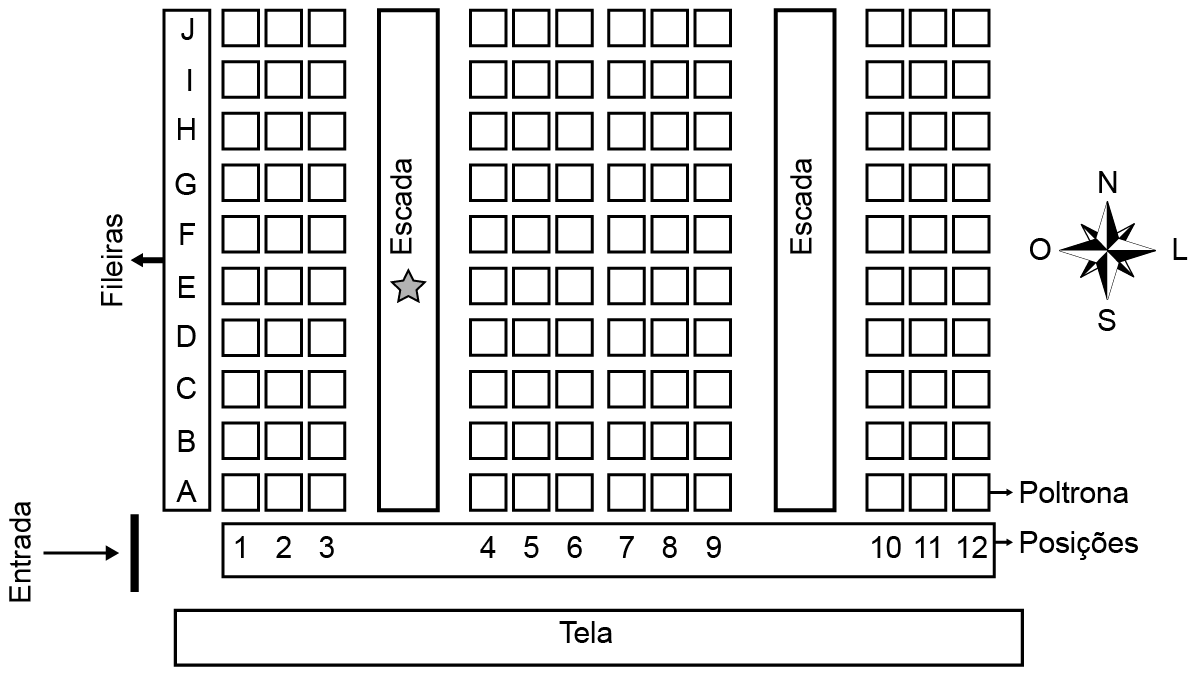 J
I
H
G
F
E
D
C
B
A
Fileiras
Escada
Escada
N
O
L
S
Poltrona
Entrada
1 2 3 4 5 6 7 8 9 10 11 12
Posições
Tela